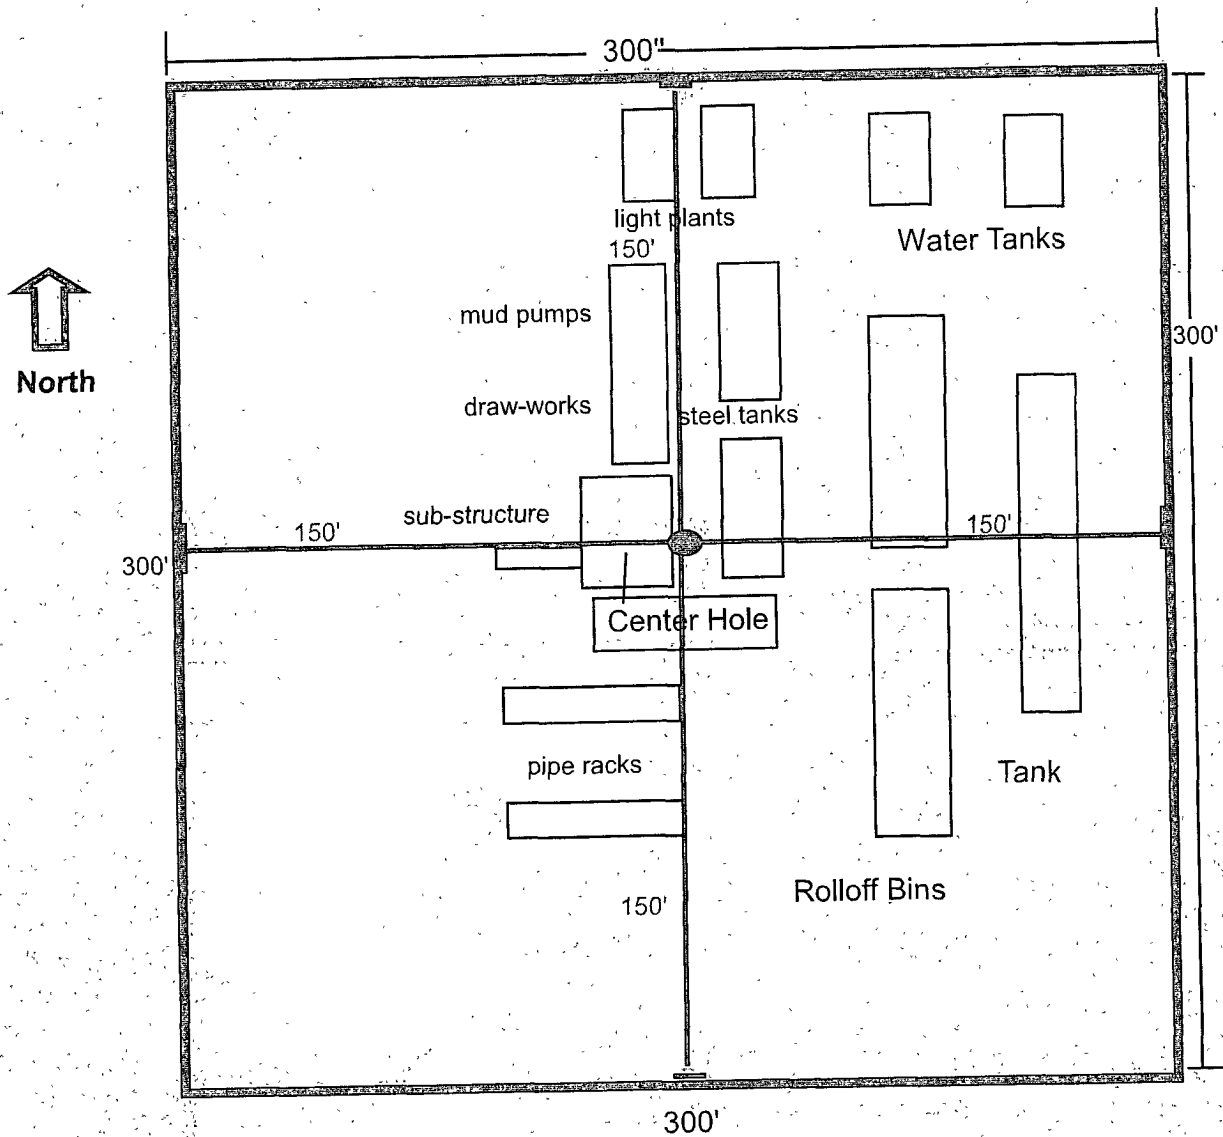 300"
light plants
150'
Water Tanks
mud pumps
300'
North
draw-works
steel tanks
sub-structure
150'
150'
300'
Center Hole
pipe racks
Tank
Rolloff Bins
150'
300'